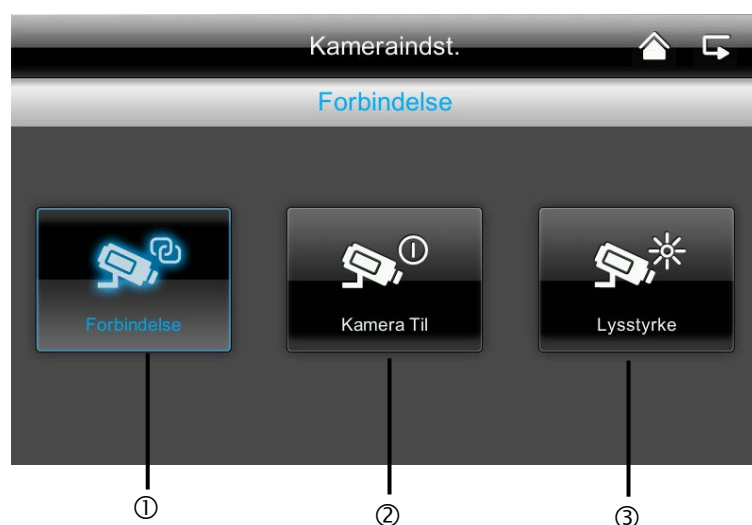 Kameraindst.
Forbindelse
Forbindelse Kamera Til Lysstyrke
① ② ③